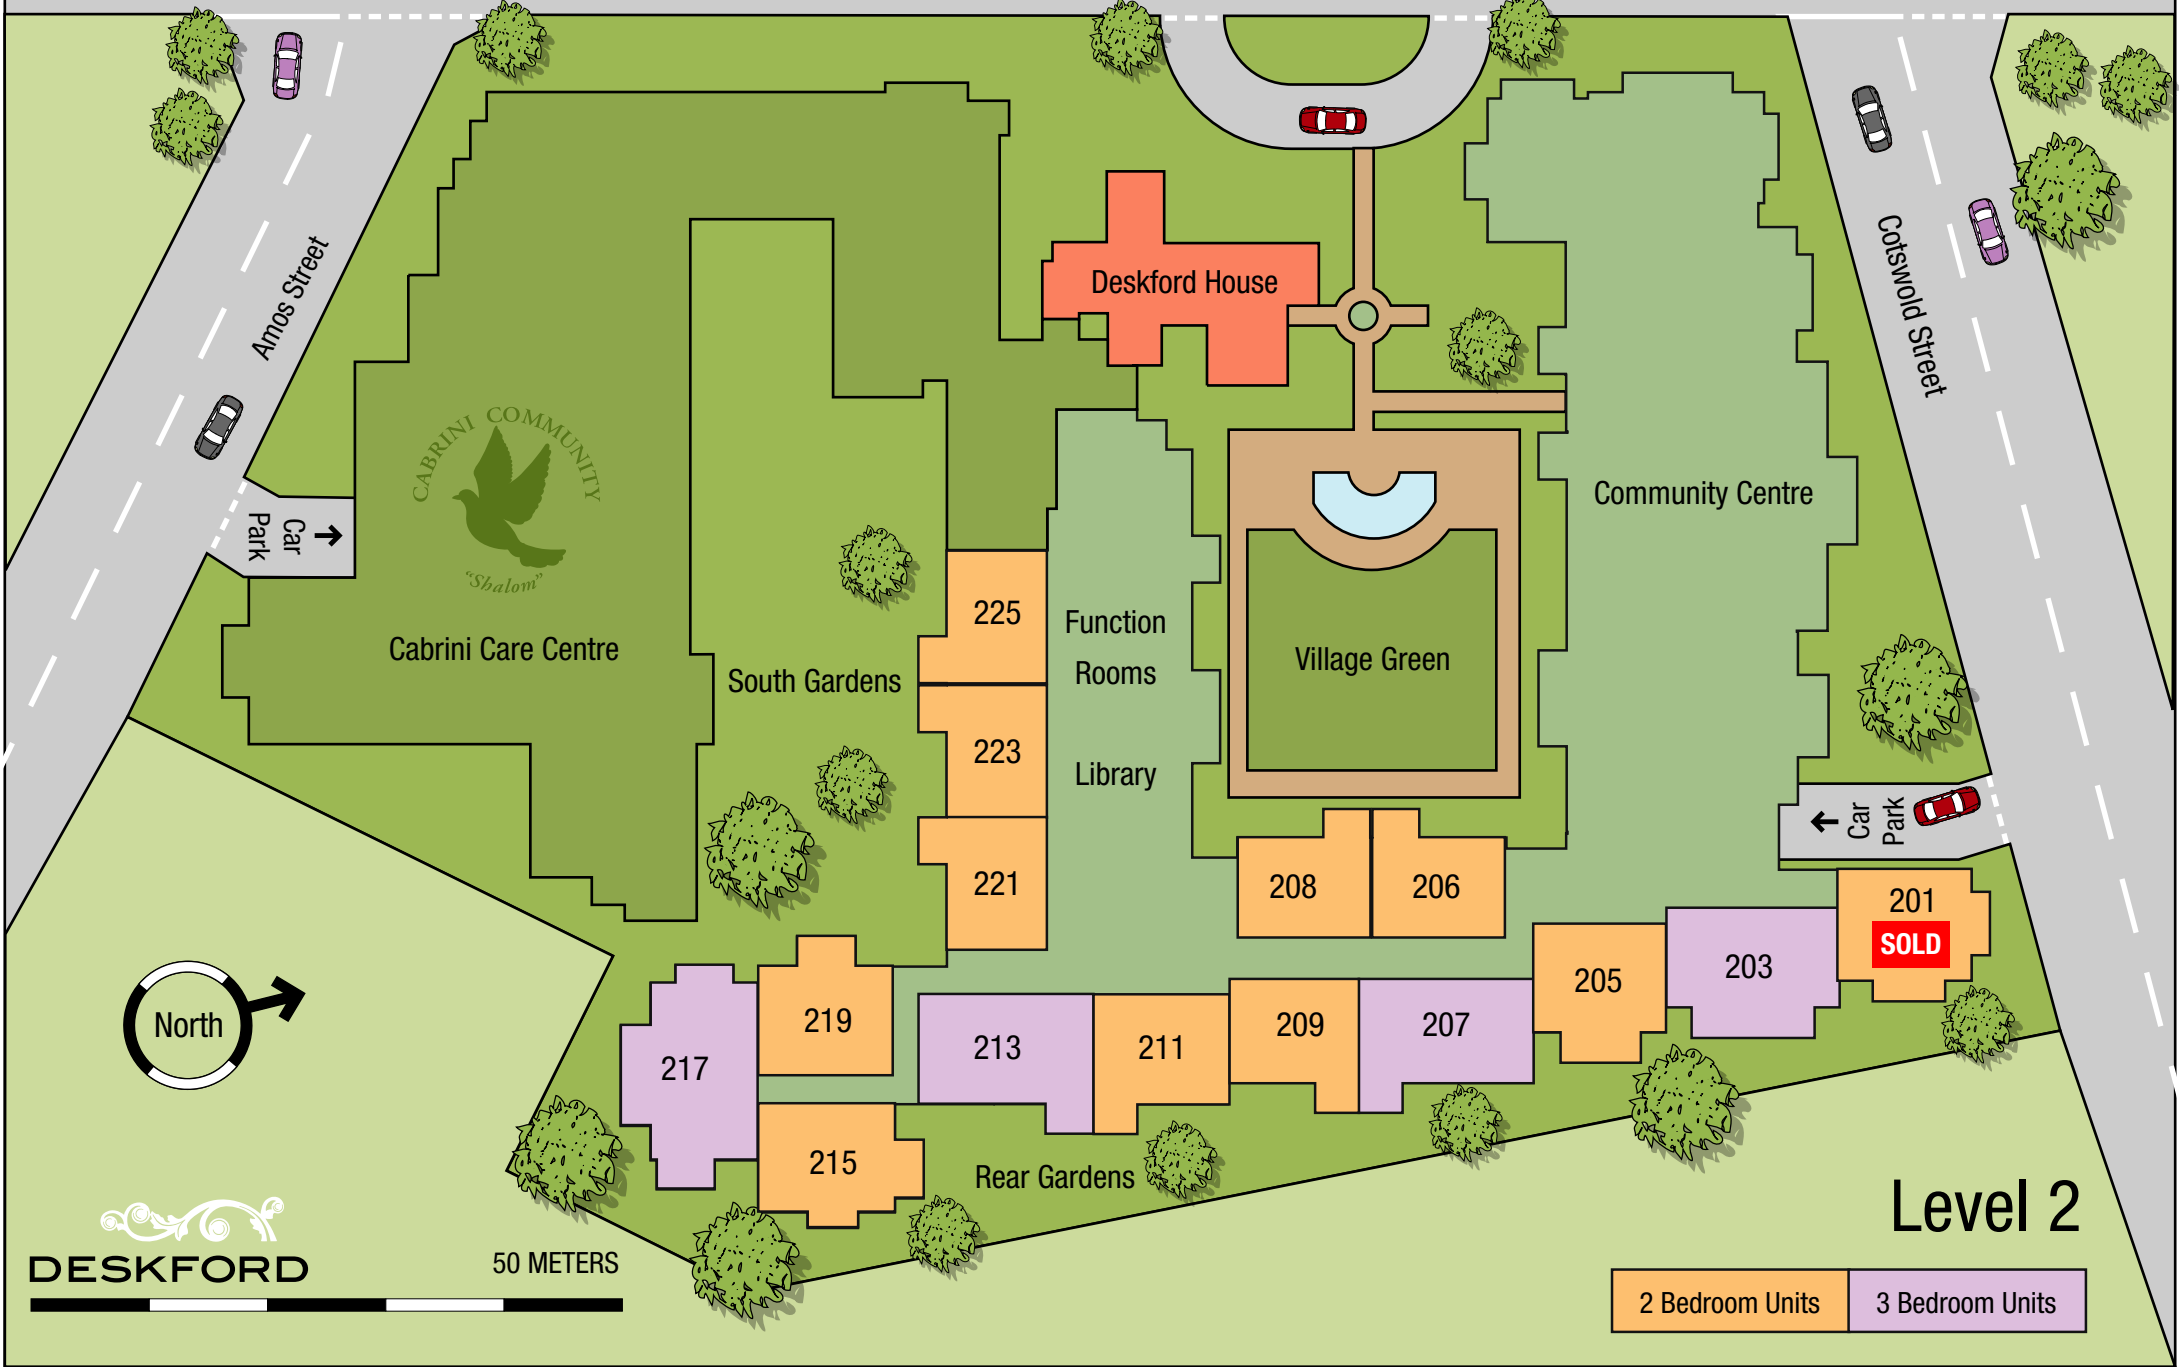 Amos Street
Cotswold Street
Deskford House
CABRINI COMMUNITY
"Shalom"
Community Centre
Car
Park
Cabrini Care Centre
South Gardens
Function
Rooms
Library
Village Green
Car
Park
225
223
221
208
206
201
SOLD
203
205
207
209
211
213
219
217
215
North
Rear Gardens
Level 2
DESKFORD
50 METERS
2 Bedroom Units
3 Bedroom Units